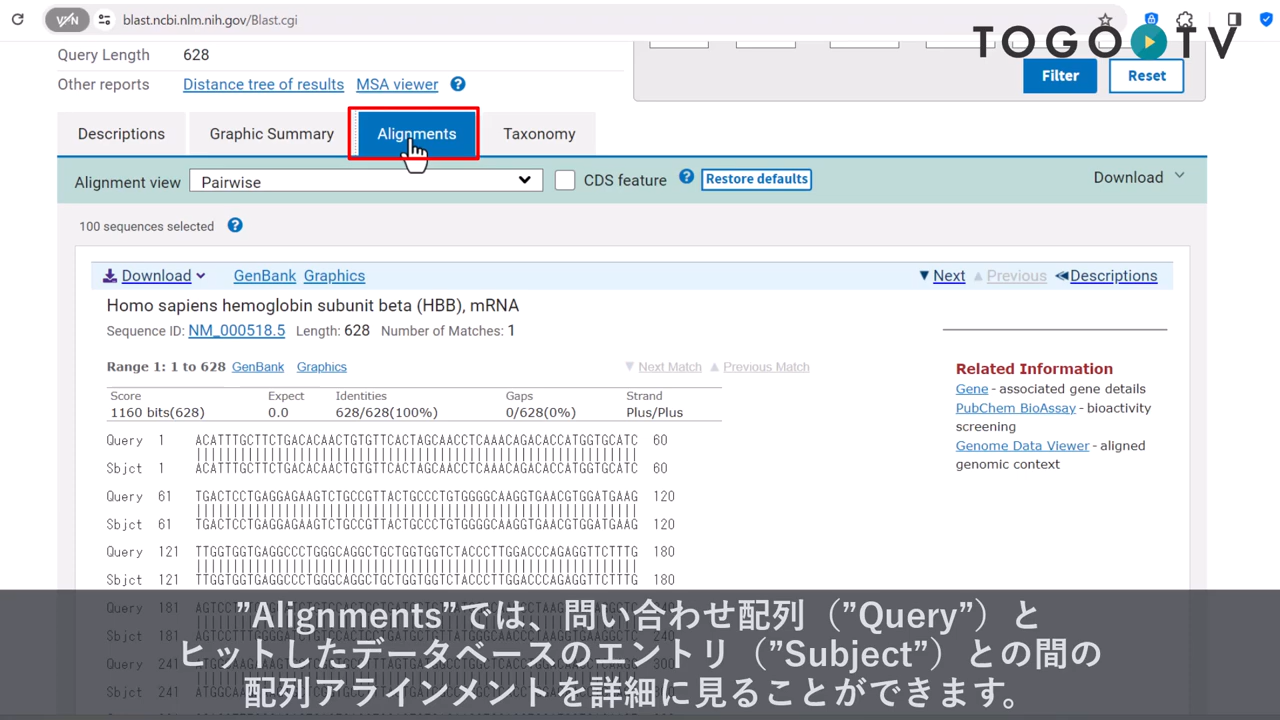 VPN blast.ncbi.nlm.nih.gov/Blast.cgi
TOGO TV
Query Length 628
Other reports Distance tree of results MSA viewer ?
Filter Reset
Descriptions Graphic Summary Alignments Taxonomy
Alignment view Pairwise CDS feature ? Restore defaults Download
100 sequences selected ?
Download GenBank Graphics Next Previous Descriptions
Homo sapiens hemoglobin subunit beta (HBB), mRNA
Sequence ID: NM_000518.5 Length: 628 Number of Matches: 1
Range 1: 1 to 628 GenBank Graphics Next Match Previous Match
Score Expect Identities Gaps Strand
1160 bits(628) 0.0 628/628(100%) 0/628(0%) Plus/Plus
Query 1 ACATTTGCTTCTGACACAACTGTGTTCACTAGCAACCTCAAACAGACACCATGGTGCATC 60
Sbjct 1 ACATTTGCTTCTGACACAACTGTGTTCACTAGCAACCTCAAACAGACACCATGGTGCATC 60
Query 61 TGACTCCTGAGGAGAAGTCTGCCGTTACTGCCCTGTGGGGCAAGGTGAACGTGGATGAAG 120
Sbjct 61 TGACTCCTGAGGAGAAGTCTGCCGTTACTGCCCTGTGGGGCAAGGTGAACGTGGATGAAG 120
Query 121 TTGGTGGTGAGGCCCTGGGCAGGCTGCTGGTGGTCTACCCTTGGACCCAGAGGTTCTTTG 180
Sbjct 121 TTGGTGGTGAGGCCCTGGGCAGGCTGCTGGTGGTCTACCCTTGGACCCAGAGGTTCTTTG 180
Query 181
Sbjct 181
Query 241
Sbjct 241
Related Information
Gene - associated gene details
PubChem BioAssay - bioactivity
screening
Genome Data Viewer - aligned
genomic context
”Alignments”では、問い合わせ配列（”Query”）と
ヒットしたデータベースのエントリ（”Subject”）との間の
配列アラインメントを詳細に見ることができます。